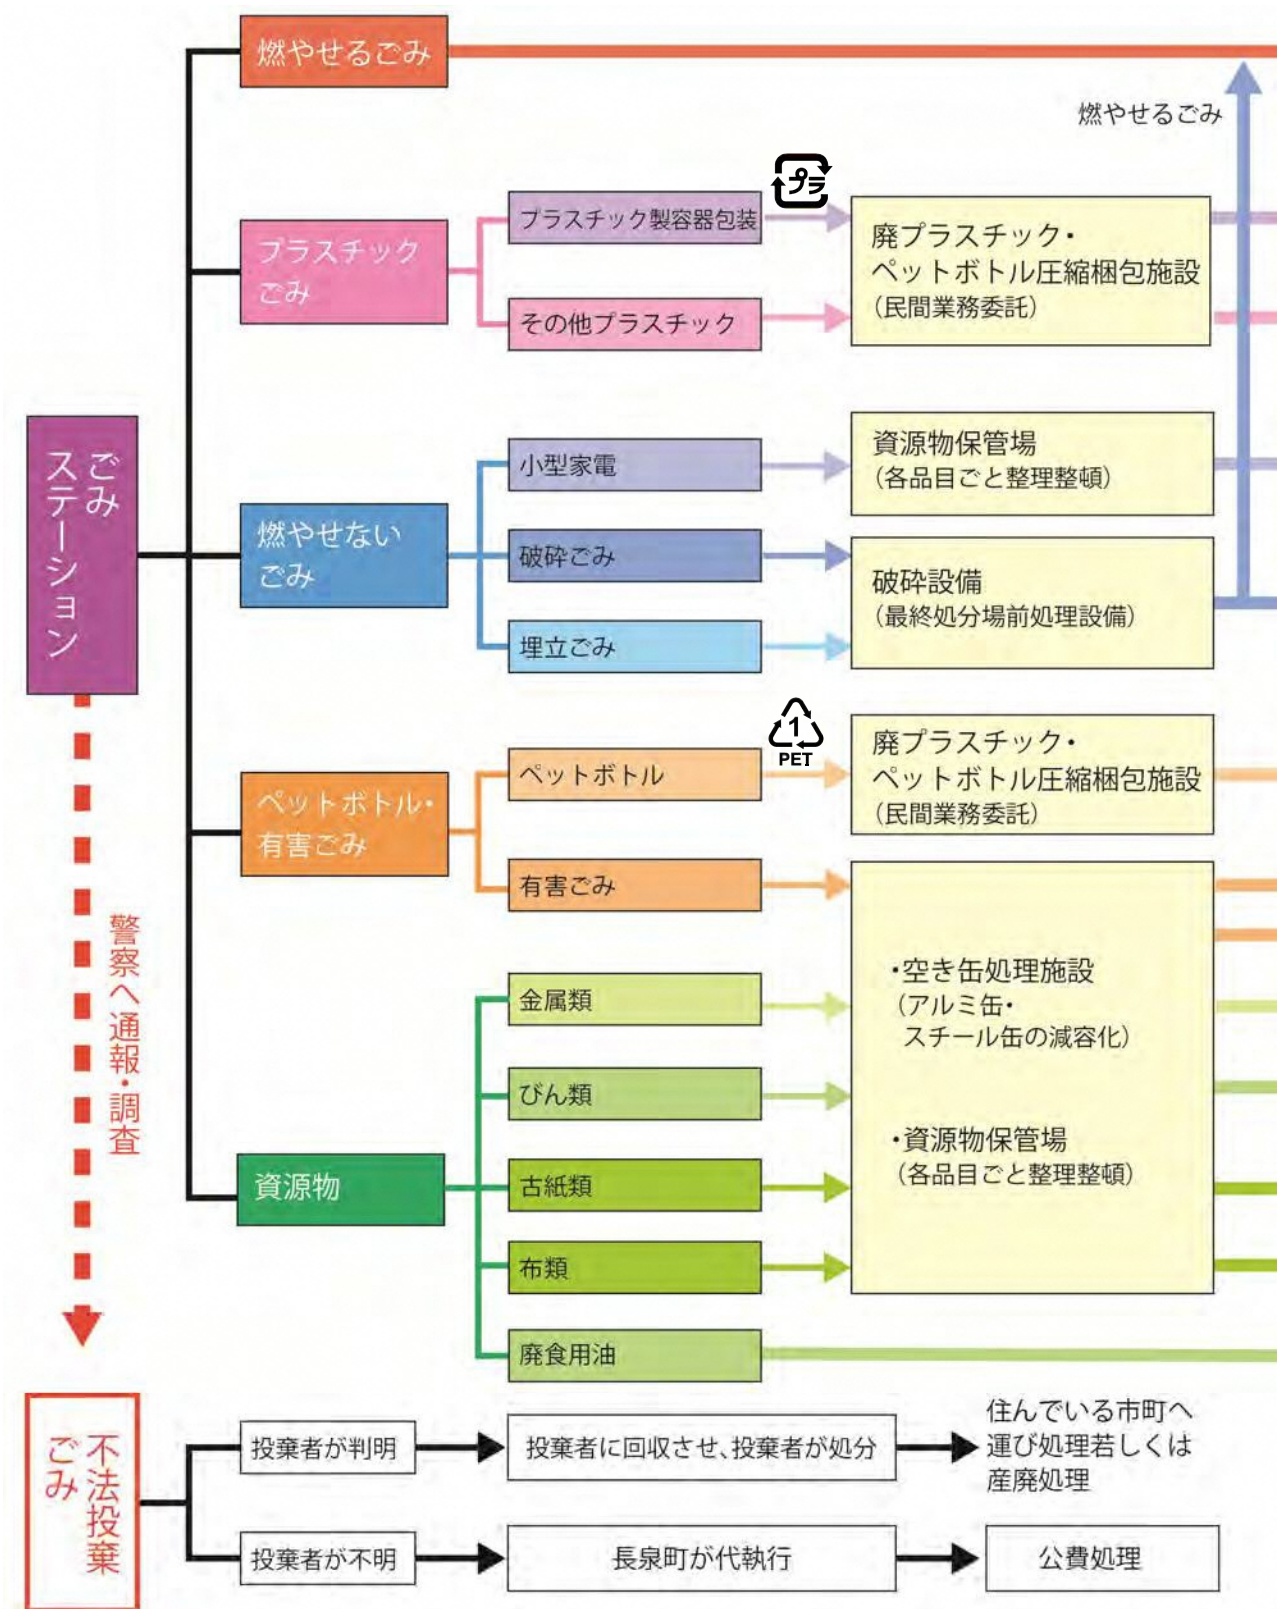 燃やせるごみ
燃やせるごみ
プラ
プラスチック製容器包装
廃プラスチック・
ペットボトル圧縮梱包施設
(民間業務委託)
プラスチック
ごみ
その他プラスチック
ごみ
ステーション
小型家電
資源物保管場
(各品目ごと整理整頓)
燃やせない
ごみ
破砕ごみ
破砕設備
(最終処分場前処理設備)
埋立ごみ
1
PET
ペットボトル
廃プラスチック・
ペットボトル圧縮梱包施設
(民間業務委託)
ペットボトル・
有害ごみ
有害ごみ
警察へ通報・調査
金属類
・空き缶処理施設
(アルミ缶・
スチール缶の減容化)
びん類
・資源物保管場
(各品目ごと整理整頓)
資源物
古紙類
布類
廃食用油
不法投棄
ごみ
投棄者が判明
投棄者に回収させ、投棄者が処分
住んでいる市町へ
運び処理若しくは
産廃処理
投棄者が不明
長泉町が代執行
公費処理